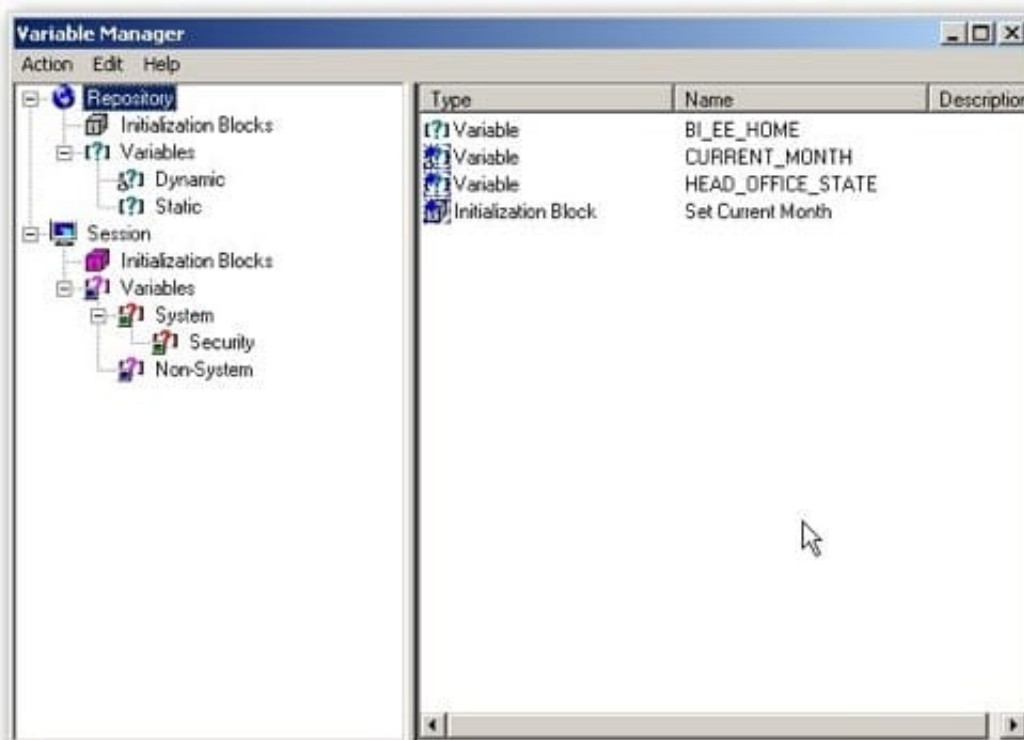 Variable Manager
Action Edit Help
Repository
Initialization Blocks
Variables
Dynamic
Static
Session
Initialization Blocks
Variables
System
Security
Non-System
Type Name Description
Variable BI_EE_HOME
Variable CURRENT_MONTH
Variable HEAD_OFFICE_STATE
Initialization Block Set Current Month